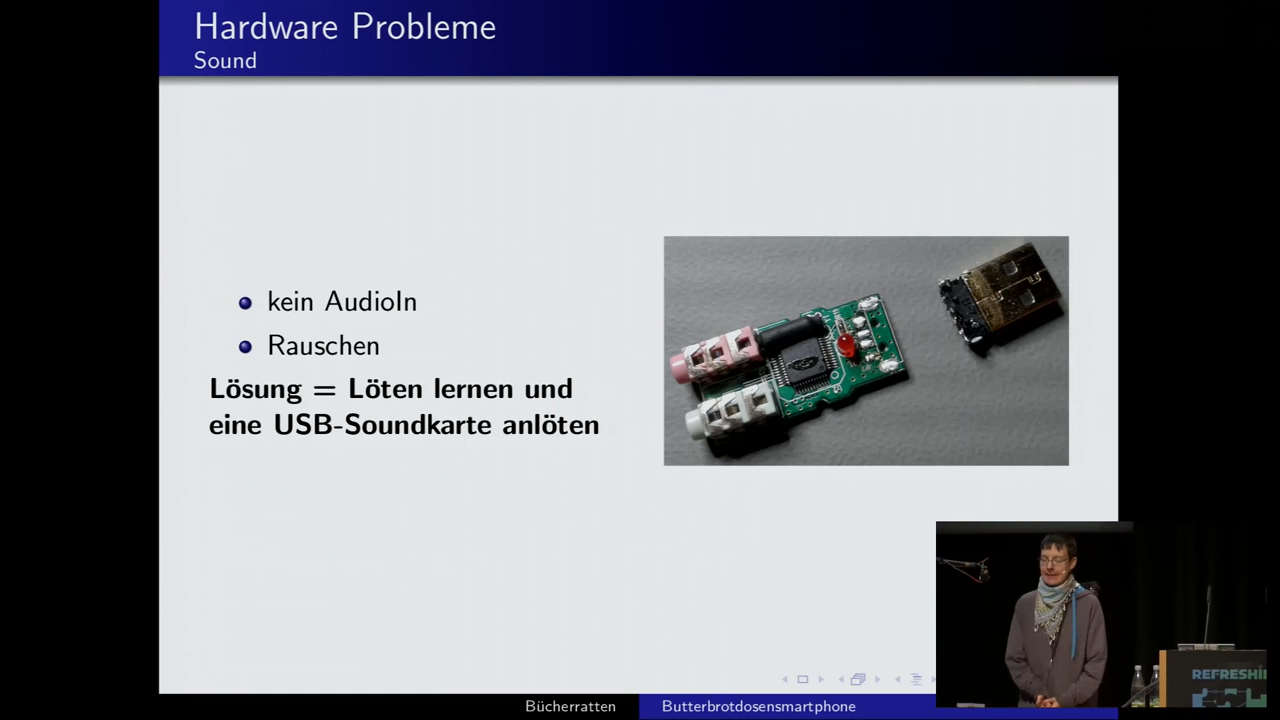 Hardware Probleme
Sound
kein AudioIn
Rauschen
Lösung = Löten lernen und
eine USB-Soundkarte anlöten
Bücherratten
Butterbrotdosensmartphone